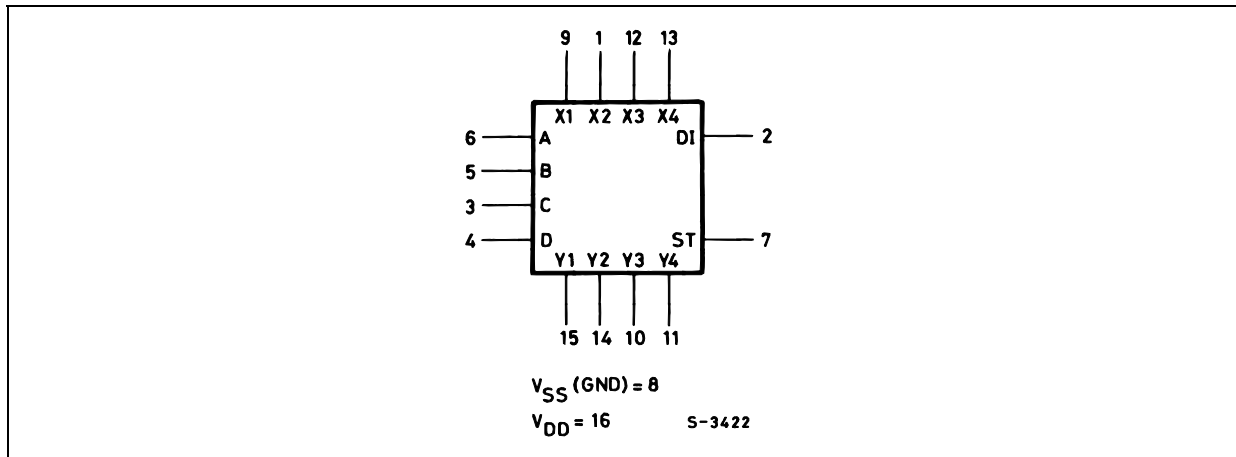 9 1 12 13
X1 X2 X3 X4
6 A DI 2
5 B
3 C
4 D ST 7
Y1 Y2 Y3 Y4
15 14 10 11
VSS (GND) = 8
VDD = 16 S-3422